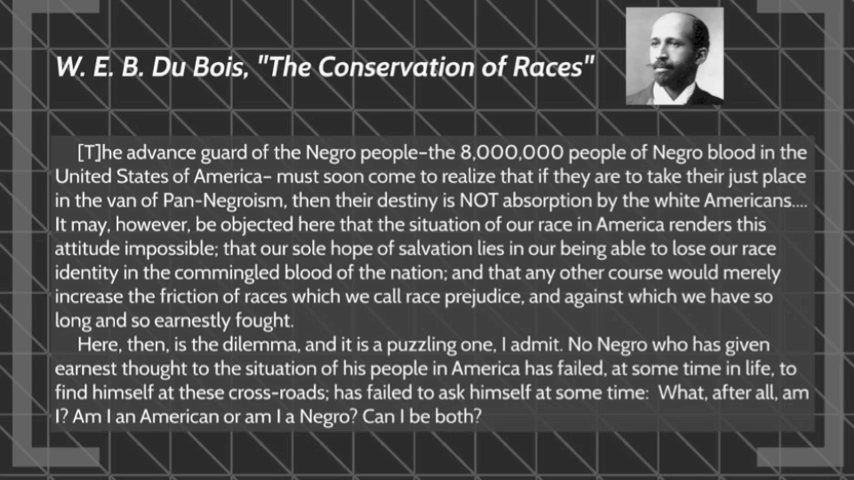 W. E. B. Du Bois, "The Conservation of Races"
[T]he advance guard of the Negro people–the 8,000,000 people of Negro blood in the
United States of America– must soon come to realize that if they are to take their just place
in the van of Pan-Negroism, then their destiny is NOT absorption by the white Americans....
It may, however, be objected here that the situation of our race in America renders this
attitude impossible; that our sole hope of salvation lies in our being able to lose our race
identity in the commingled blood of the nation; and that any other course would merely
increase the friction of races which we call race prejudice, and against which we have so
long and so earnestly fought.
Here, then, is the dilemma, and it is a puzzling one, I admit. No Negro who has given
earnest thought to the situation of his people in America has failed, at some time in life, to
find himself at these cross-roads; has failed to ask himself at some time: What, after all, am
I? Am I an American or am I a Negro? Can I be both?